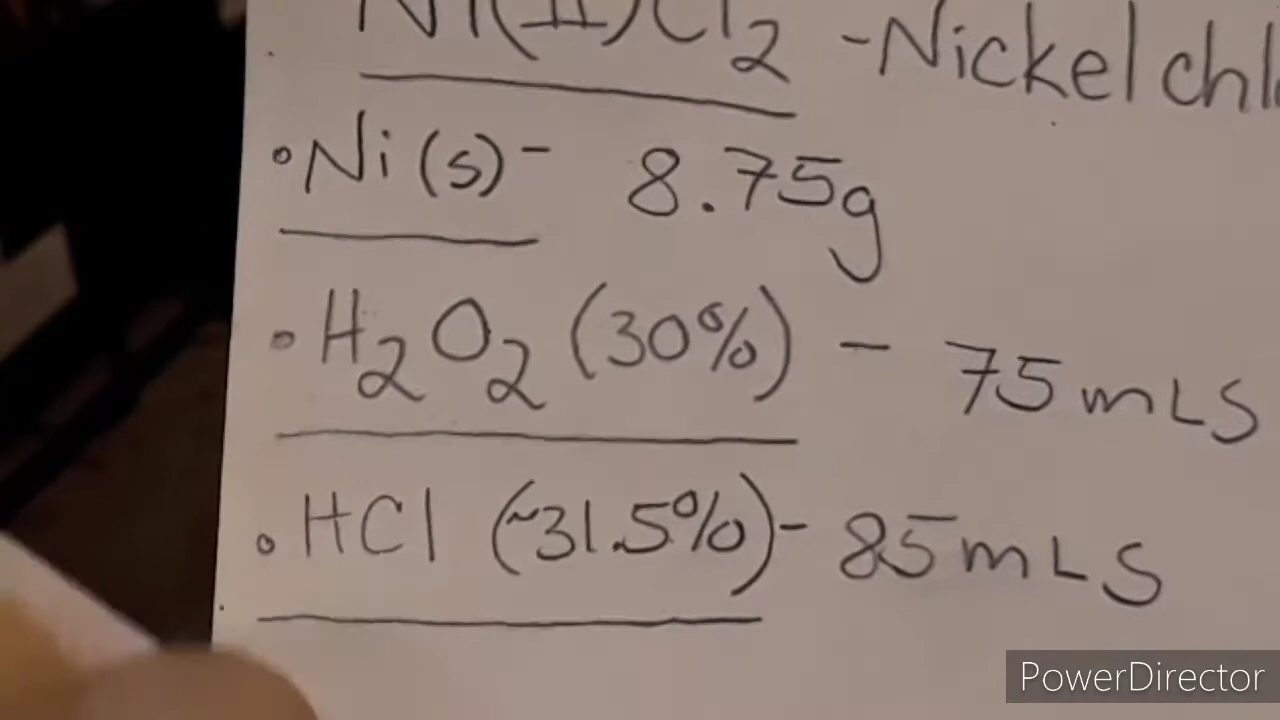 Ni(II)Cl2 - Nickel chl
•Ni(s)- 8.75g
•H2O2 (30%) - 75mLS
•HCl (~31.5%)- 85mLS
PowerDirector